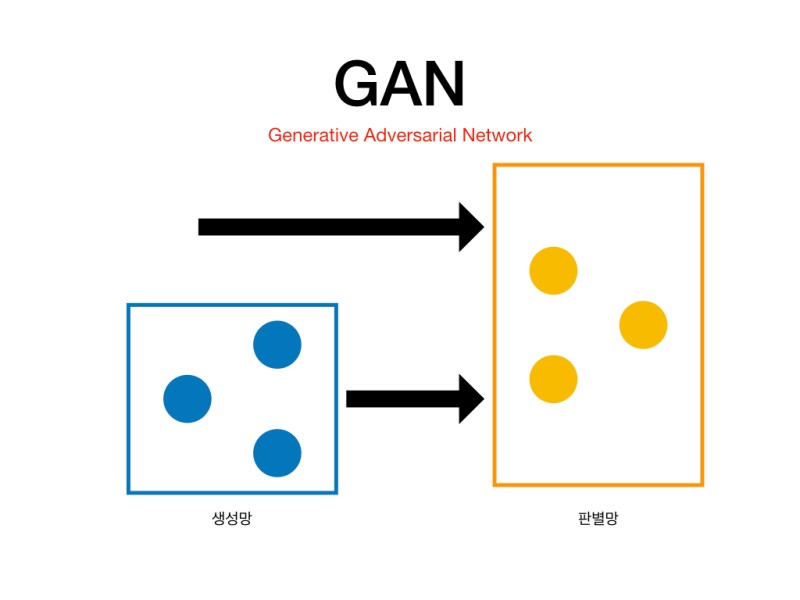 GAN
Generative Adversarial Network
생성망
판별망